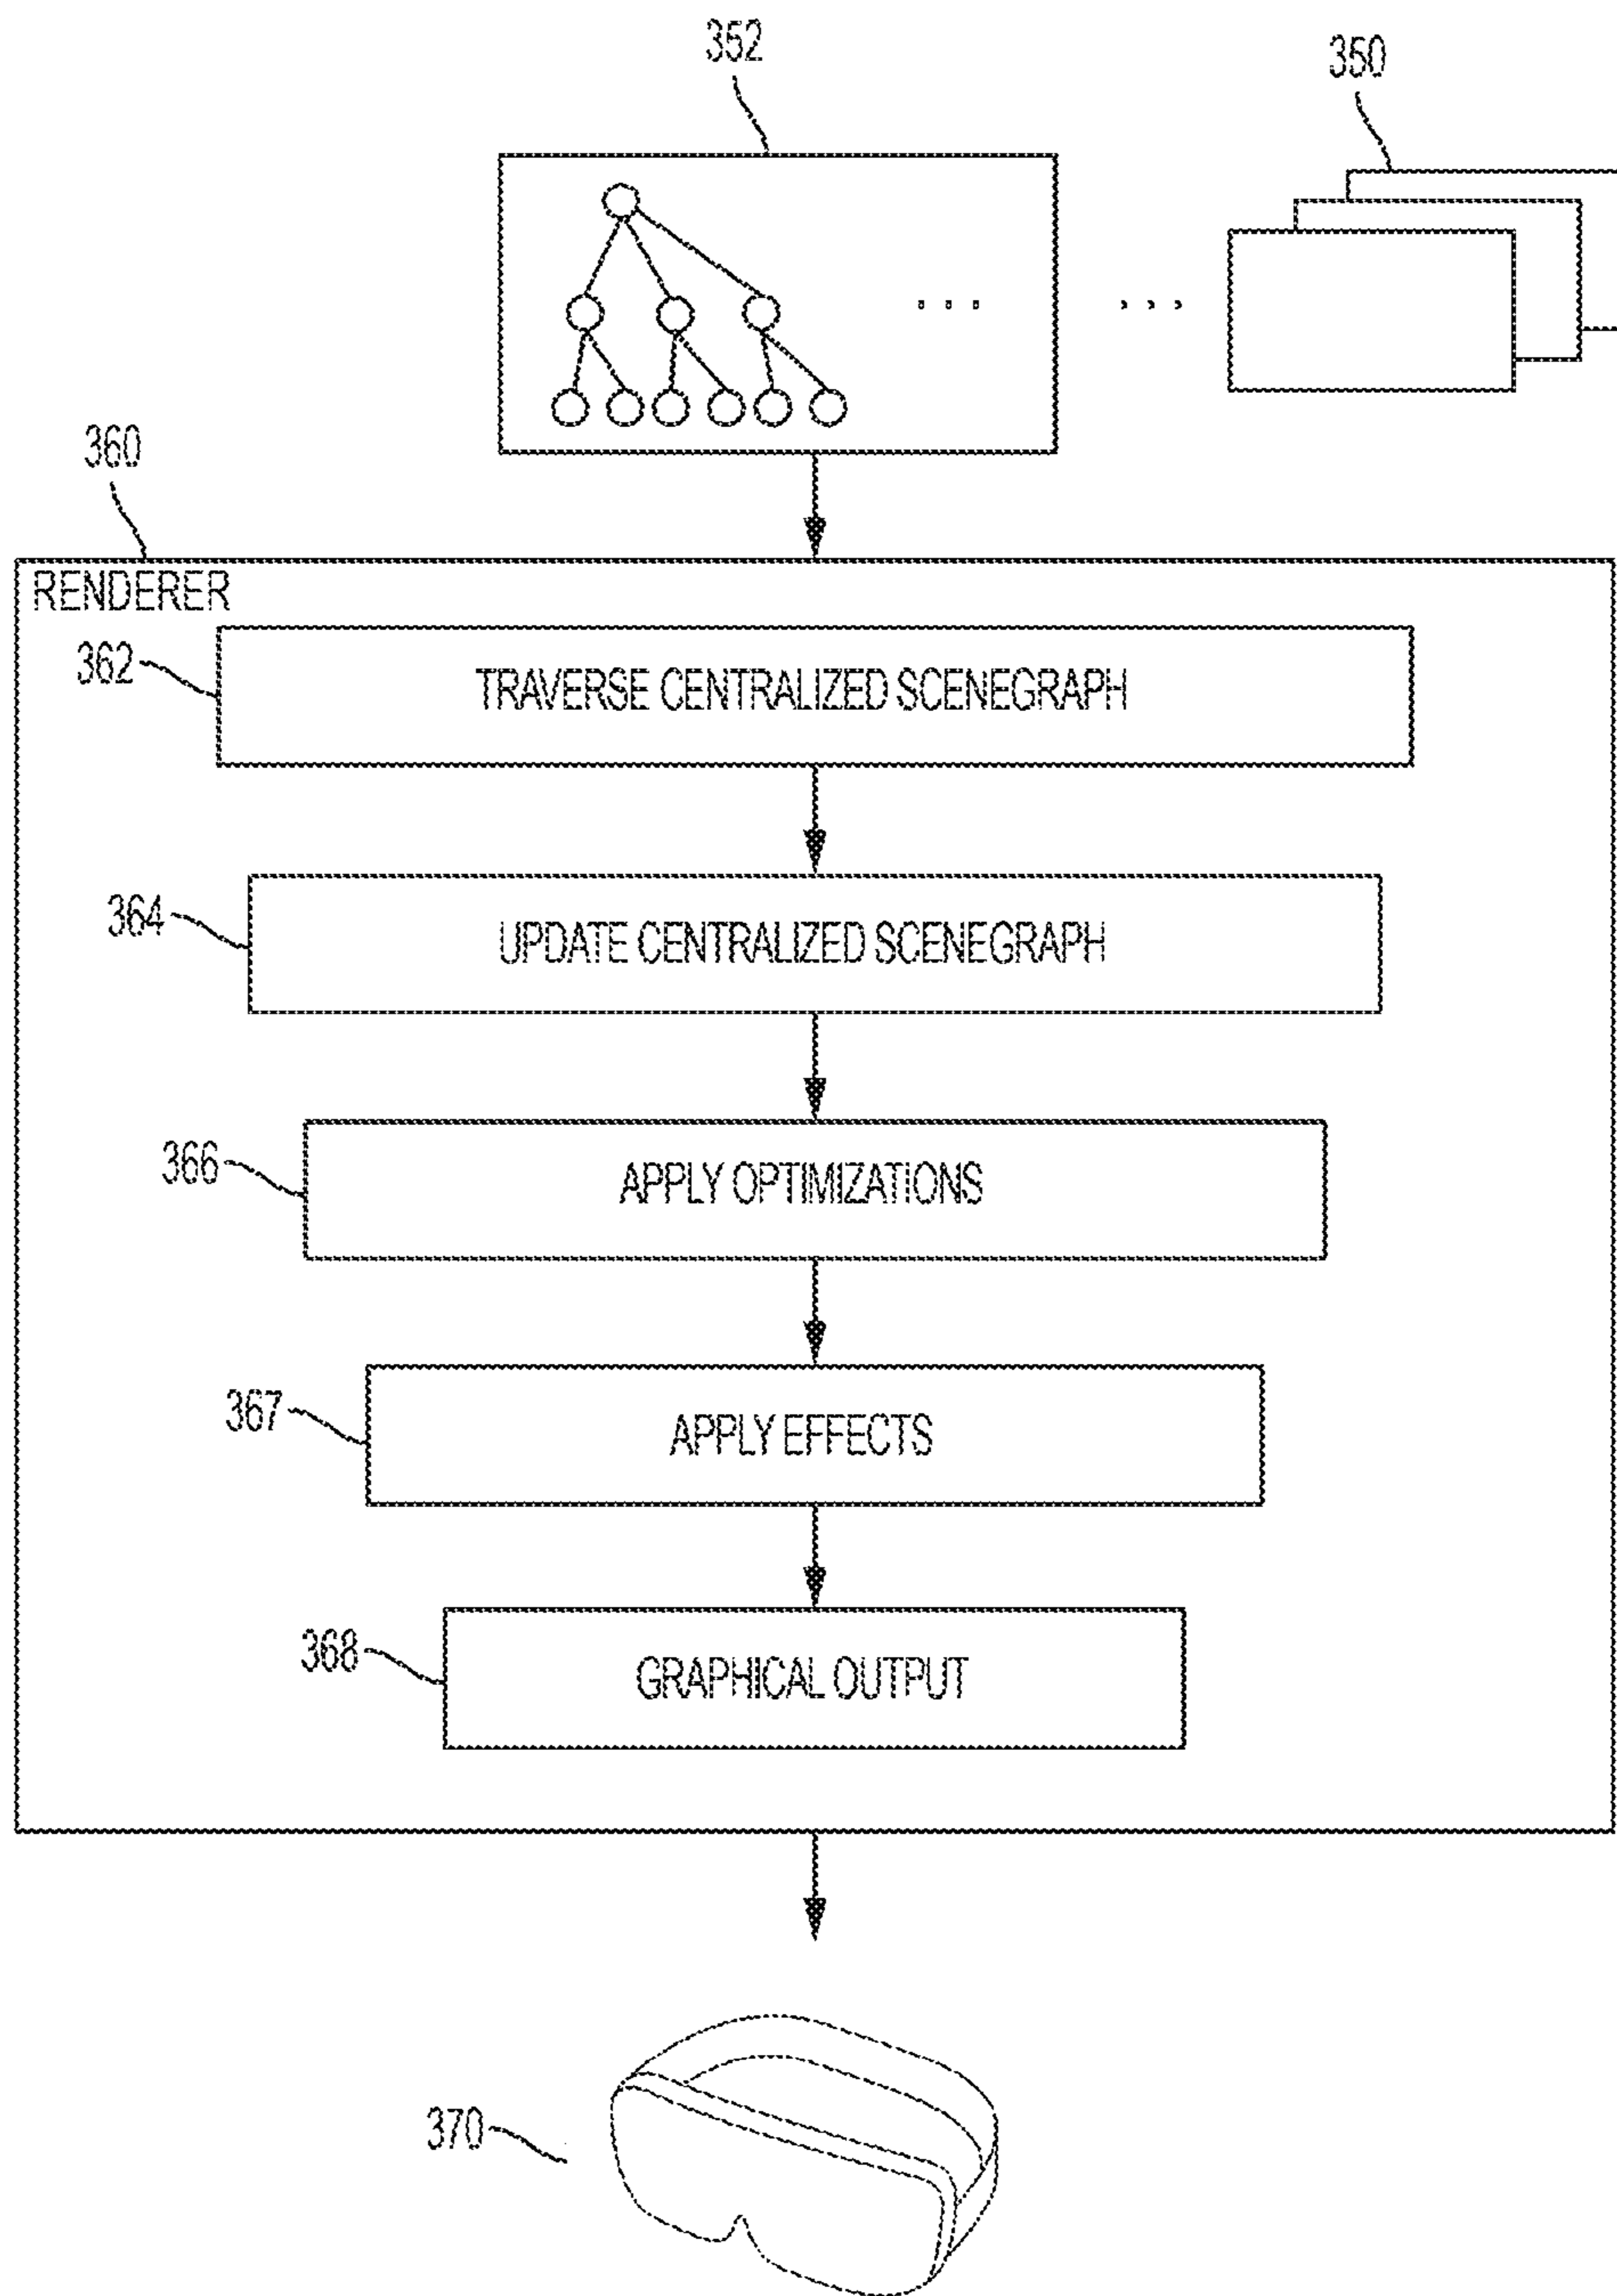 352
350
360
RENDERER
362
TRAVERSE CENTRALIZED SCENEGRAPH
364
UPDATE CENTRALIZED SCENEGRAPH
366
APPLY OPTIMIZATIONS
367
APPLY EFFECTS
368
GRAPHICAL OUTPUT
370